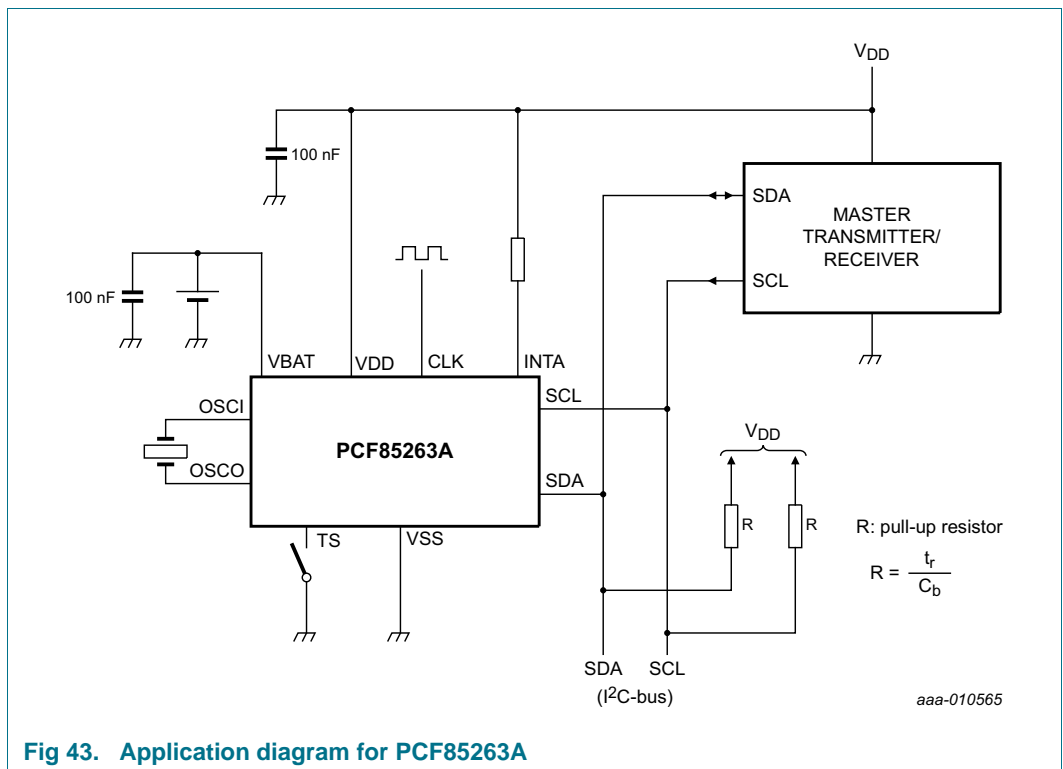 VDD
100 nF
SDA
MASTER
TRANSMITTER/
RECEIVER
SCL
100 nF
VBAT
VDD
CLK
INTA
OSCI
SCL
PCF85263A
VDD
OSCO
SDA
R
R
R: pull-up resistor
R = tr
Cb
TS
VSS
SDA
SCL
(I2C-bus)
aaa-010565
Fig 43. Application diagram for PCF85263A